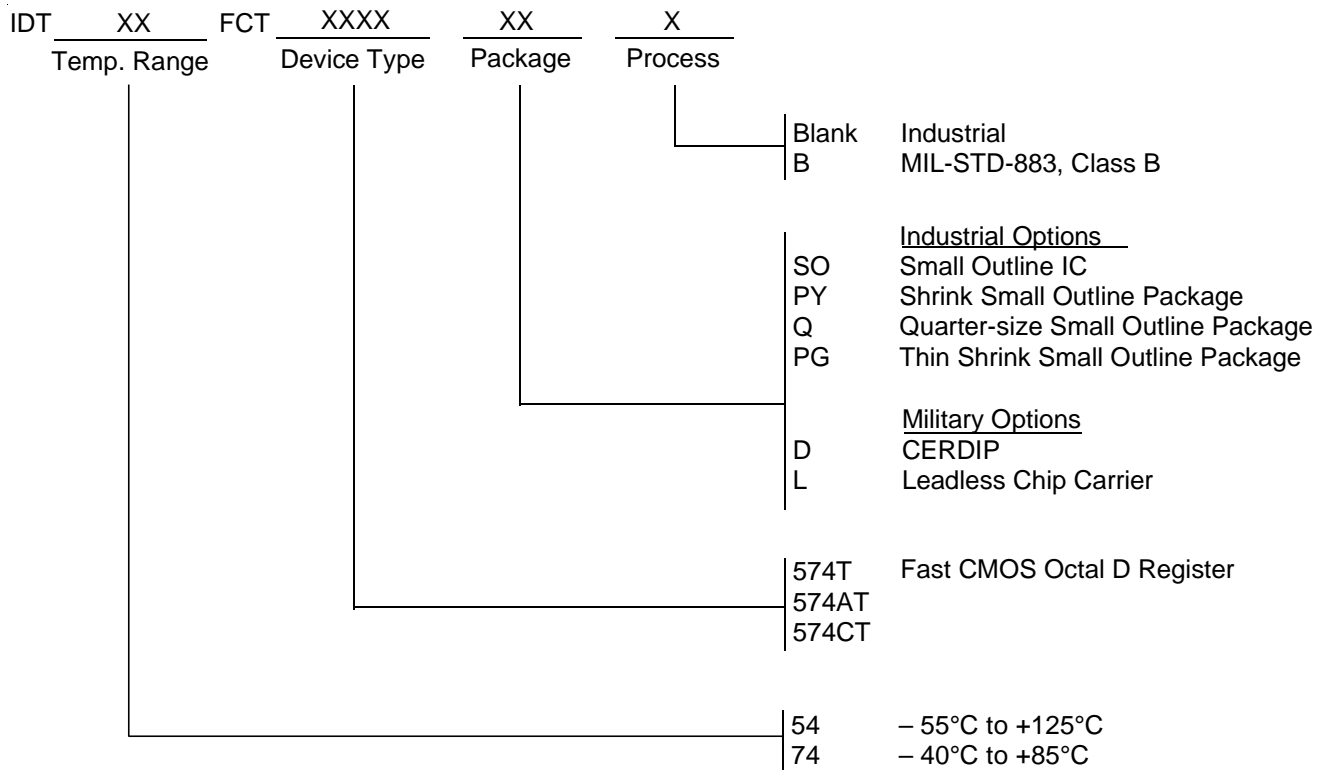 IDT XX FCT XXXX XX X
Temp. Range Device Type Package Process
Blank Industrial
B MIL-STD-883, Class B
Industrial Options
SO Small Outline IC
PY Shrink Small Outline Package
Q Quarter-size Small Outline Package
PG Thin Shrink Small Outline Package
Military Options
D CERDIP
L Leadless Chip Carrier
574T Fast CMOS Octal D Register
574AT
574CT
54 – 55°C to +125°C
74 – 40°C to +85°C